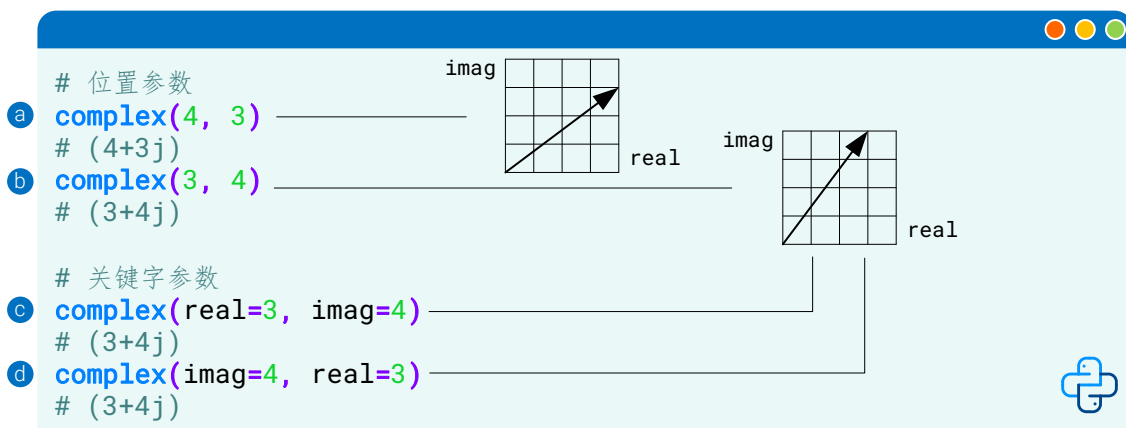 # 位置参数
a complex(4, 3)
# (4+3j)
b complex(3, 4)
# (3+4j)
imag
real
imag
real
# 关键字参数
c complex(real=3, imag=4)
# (3+4j)
d complex(imag=4, real=3)
# (3+4j)